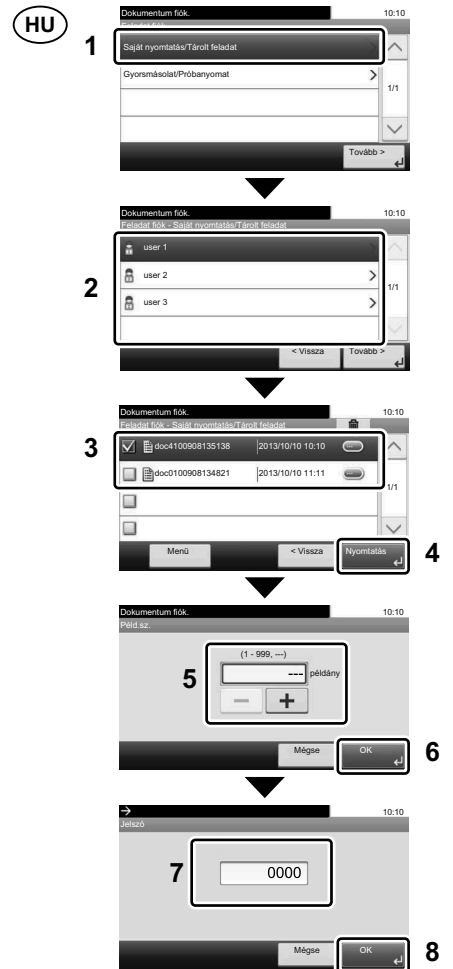 HU
Dokumentum fiók. 10:10
Feladat fiók
1
Saját nyomtatás/Tárolt feladat
Gyorsmásolat/Próbanyomat
1/1
Tovább >
Dokumentum fiók. 10:10
Feladat fiók - Saját nyomtatás/Tárolt feladat
2
user 1
user 2
user 3
1/1
< Vissza Tovább >
Dokumentum fiók. 10:10
Feladat fiók - Saját nyomtatás/Tárolt feladat
3
doc4100908135138 2013/10/10 10:10
doc0100908134821 2013/10/10 11:11
1/1
Menü < Vissza Nyomtatás 4
Dokumentum fiók. 10:10
Péld.sz.
(1 - 999, ---)
5 --- példány
− +
Mégse OK 6
10:10
Jelszó
7 0000
Mégse OK 8